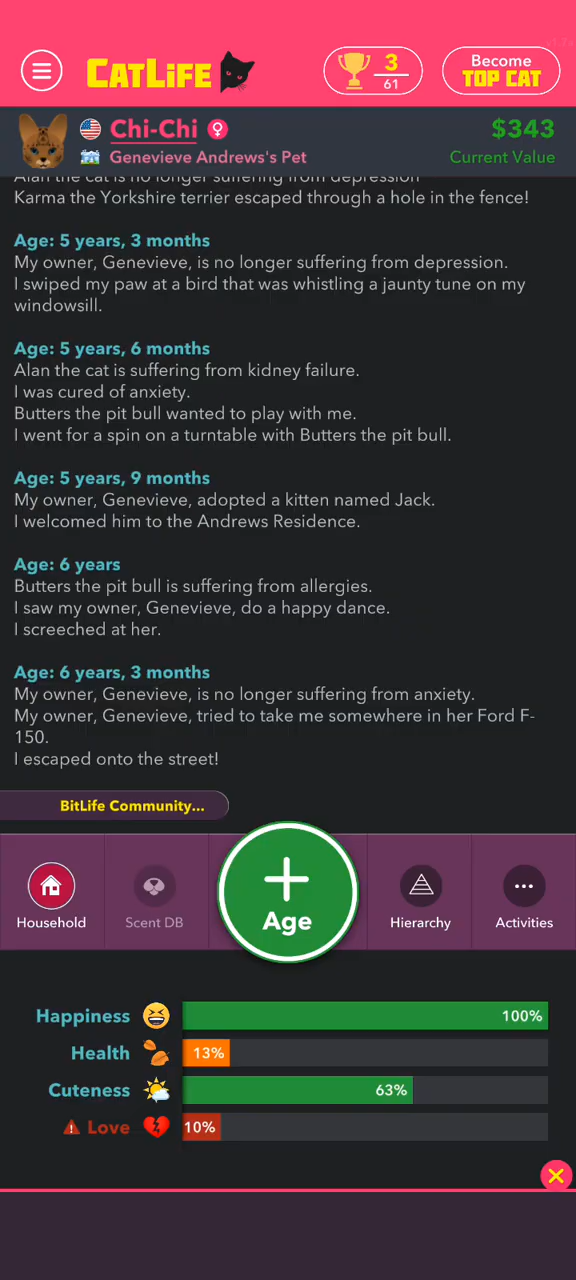 CATLIFE
3
61
Become
TOP CAT
Chi-Chi
$343
Genevieve Andrews's Pet
Current Value
Alan the cat is no longer suffering from depression
Karma the Yorkshire terrier escaped through a hole in the fence!
Age: 5 years, 3 months
My owner, Genevieve, is no longer suffering from depression.
I swiped my paw at a bird that was whistling a jaunty tune on my
windowsill.
Age: 5 years, 6 months
Alan the cat is suffering from kidney failure.
I was cured of anxiety.
Butters the pit bull wanted to play with me.
I went for a spin on a turntable with Butters the pit bull.
Age: 5 years, 9 months
My owner, Genevieve, adopted a kitten named Jack.
I welcomed him to the Andrews Residence.
Age: 6 years
Butters the pit bull is suffering from allergies.
I saw my owner, Genevieve, do a happy dance.
I screeched at her.
Age: 6 years, 3 months
My owner, Genevieve, is no longer suffering from anxiety.
My owner, Genevieve, tried to take me somewhere in her Ford F-
150.
I escaped onto the street!
BitLife Community...
Household
Scent DB
Age
Hierarchy
Activities
Happiness
100%
Health
13%
Cuteness
63%
Love
10%